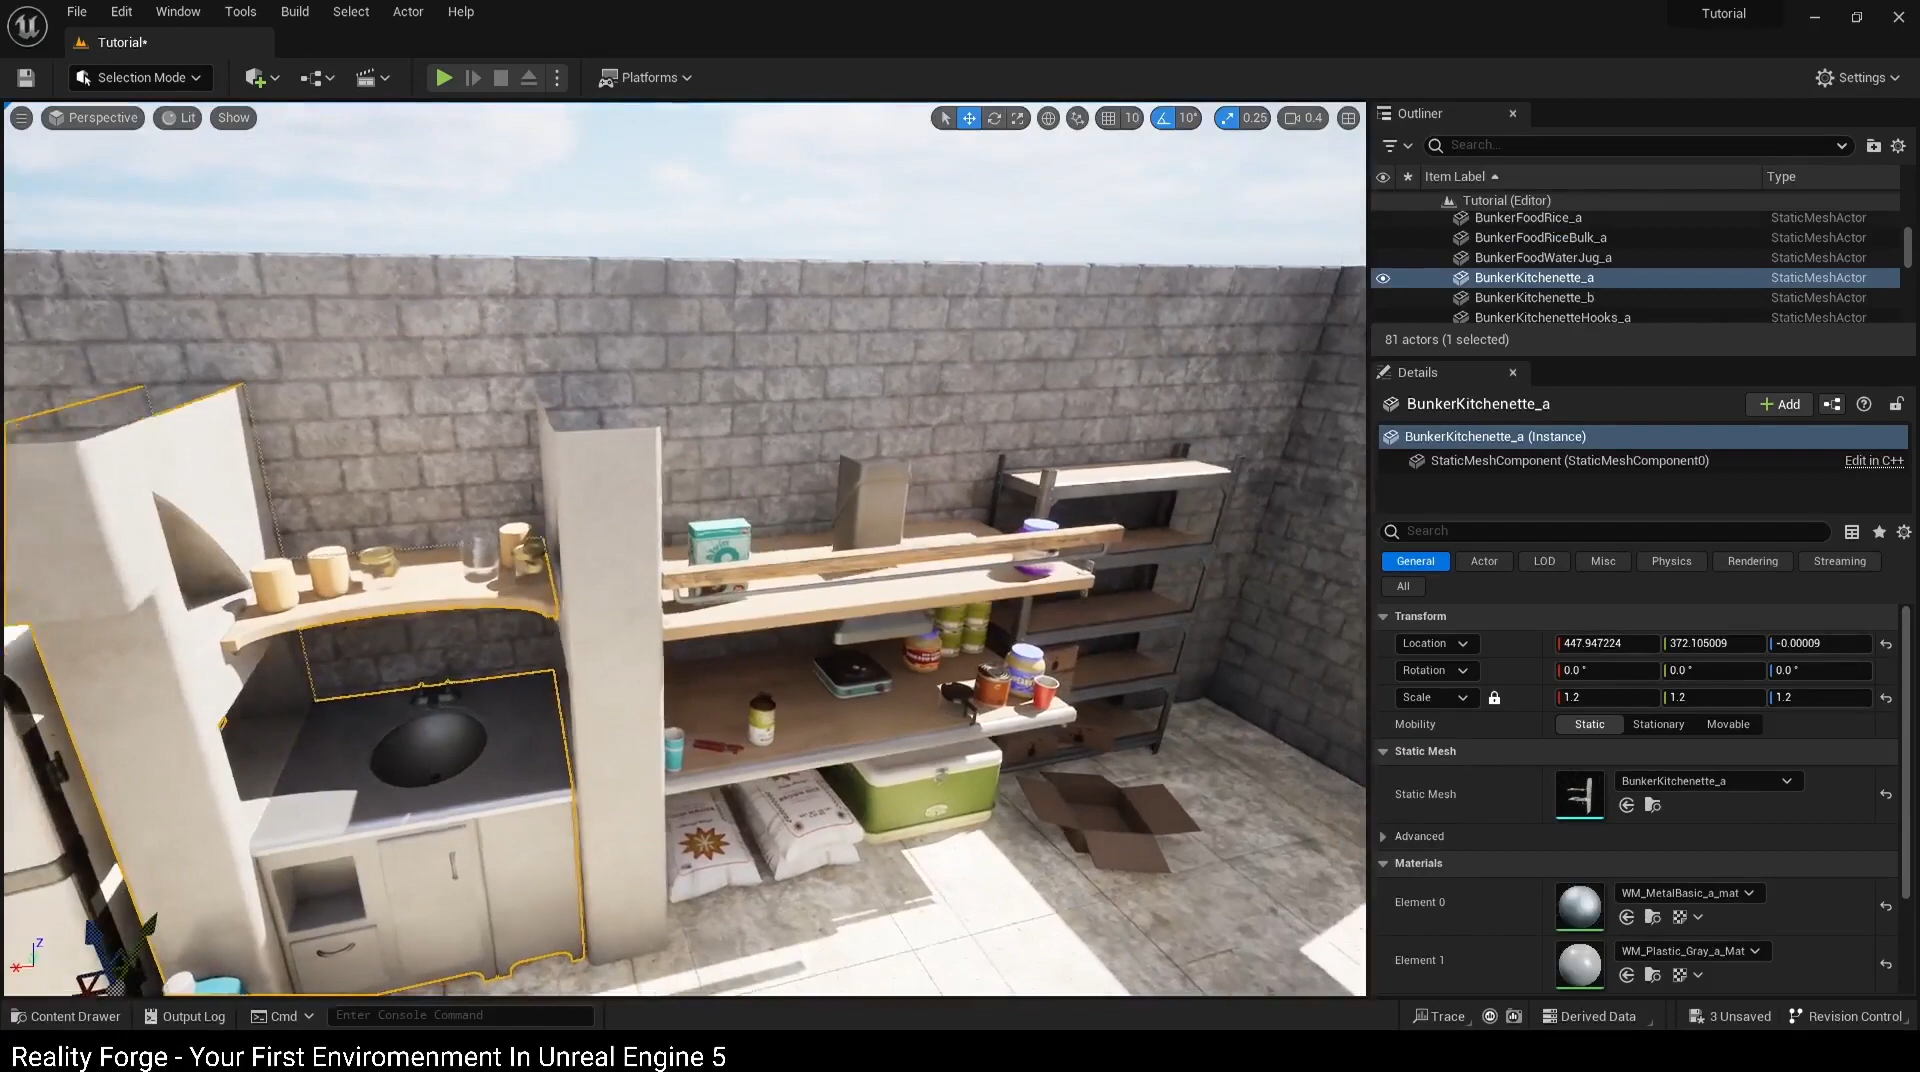 File Edit Window Tools Build Select Actor Help
Tutorial
Tutorial*
Selection Mode
Platforms
Settings
Perspective
Lit
Show
10
10°
0.25
0.4
Outliner
Search...
Item Label
Type
Tutorial (Editor)
BunkerFoodRice_a StaticMeshActor
BunkerFoodRiceBulk_a StaticMeshActor
BunkerFoodWaterJug_a StaticMeshActor
BunkerKitchenette_a StaticMeshActor
BunkerKitchenette_b StaticMeshActor
BunkerKitchenetteHooks_a StaticMeshActor
81 actors (1 selected)
Details
BunkerKitchenette_a
Add
BunkerKitchenette_a (Instance)
StaticMeshComponent (StaticMeshComponent0) Edit in C++
Search
General Actor LOD Misc Physics Rendering Streaming
All
Transform
Location 447.947224 372.105009 -0.00009
Rotation 0.0 ° 0.0 ° 0.0 °
Scale 1.2 1.2 1.2
Mobility Static Stationary Movable
Static Mesh
Static Mesh BunkerKitchenette_a
Advanced
Materials
Element 0 WM_MetalBasic_a_mat
Element 1 WM_Plastic_Gray_a_Mat
Z
Content Drawer Output Log Cmd Enter Console Command Trace Derived Data 3 Unsaved Revision Control
Reality Forge - Your First Enviromenment In Unreal Engine 5